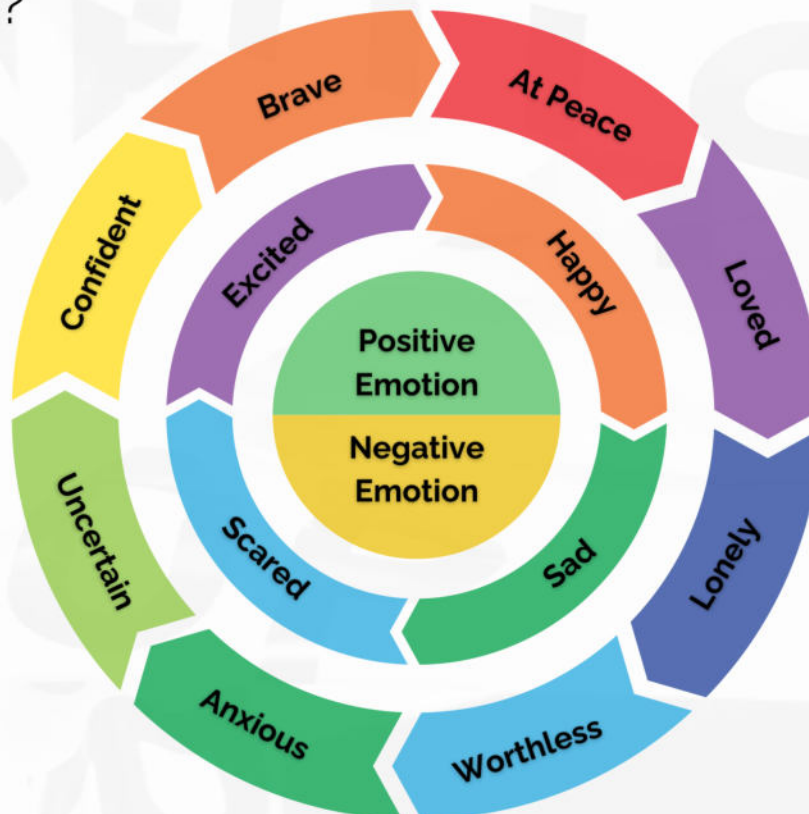 ?
Brave
At Peace
Confident
Excited
Happy
Loved
Positive
Emotion
Negative
Emotion
Uncertain
Scared
Sad
Lonely
Anxious
Worthless